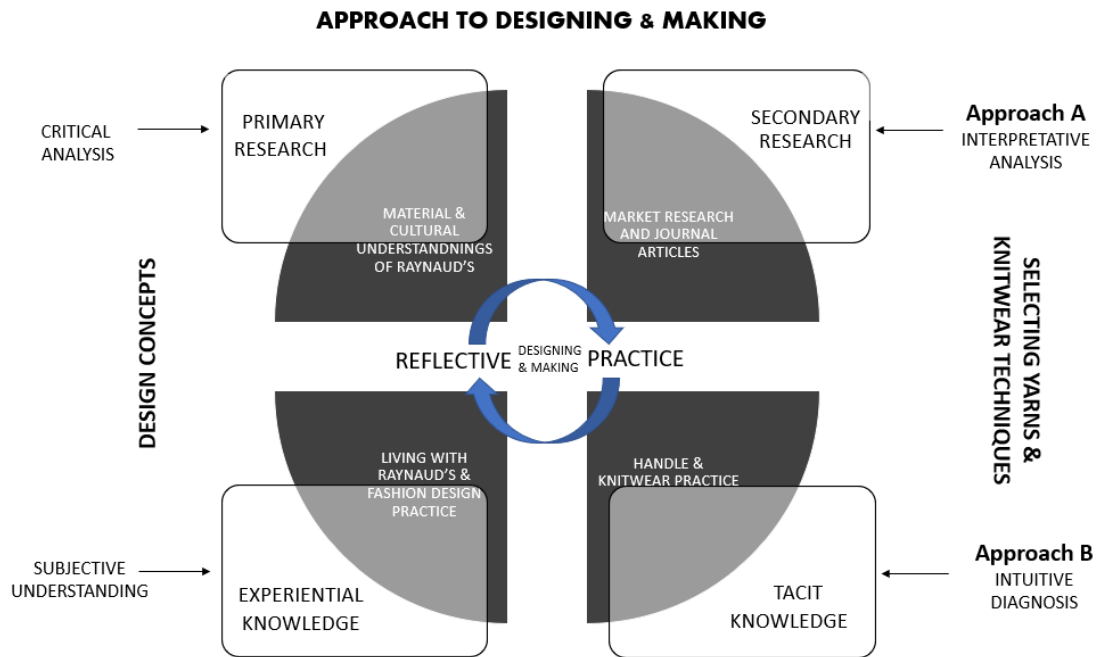 APPROACH TO DESIGNING & MAKING
CRITICAL
ANALYSIS
PRIMARY
RESEARCH
SECONDARY
RESEARCH
Approach A
INTERPRETATIVE
ANALYSIS
MATERIAL &
CULTURAL
UNDERSTANDNINGS
OF RAYNAUD'S
MARKET RESEARCH
AND JOURNAL
ARTICLES
DESIGN CONCEPTS
REFLECTIVE
DESIGNING
& MAKING
PRACTICE
SELECTING YARNS &
KNITWEAR TECHNIQUES
LIVING WITH
RAYNAUD'S &
FASHION DESIGN
PRACTICE
HANDLE &
KNITWEAR PRACTICE
SUBJECTIVE
UNDERSTANDING
EXPERIENTIAL
KNOWLEDGE
TACIT
KNOWLEDGE
Approach B
INTUITIVE
DIAGNOSIS